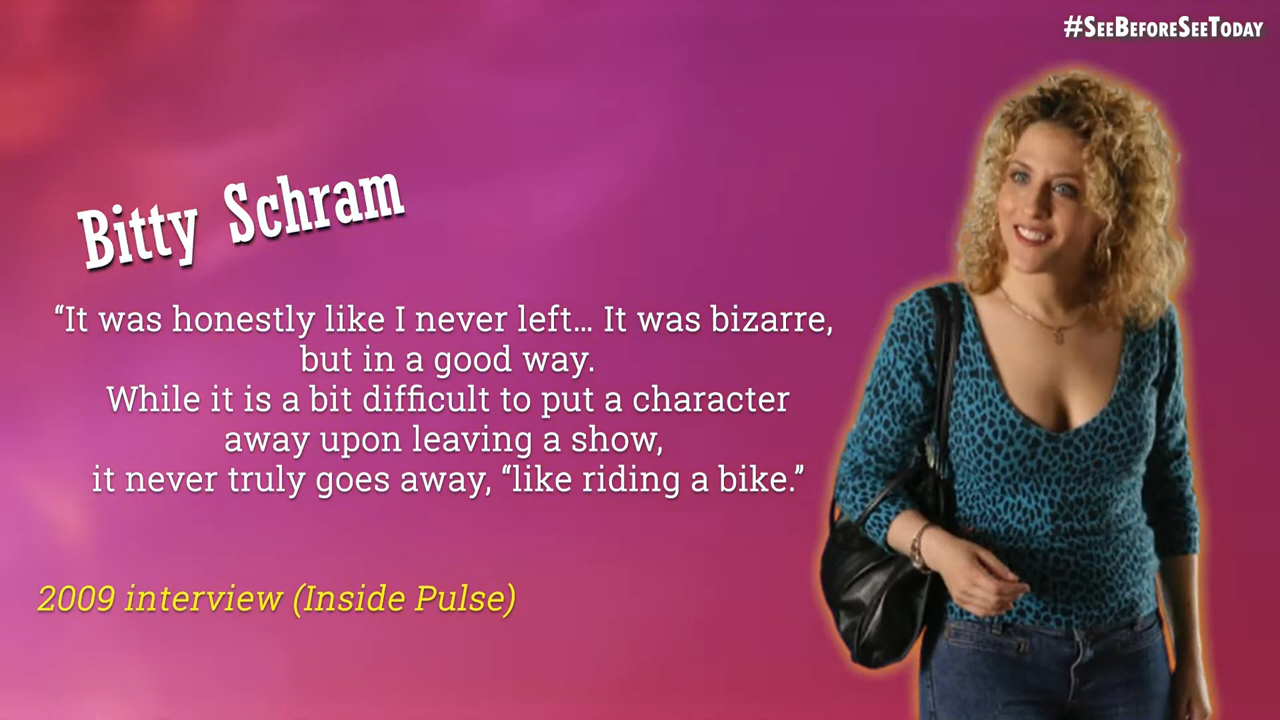 #SeeBeforeSeeToday
Bitty Schram
“It was honestly like I never left... It was bizarre,
but in a good way.
While it is a bit difficult to put a character
away upon leaving a show,
it never truly goes away, “like riding a bike.”
2009 interview (Inside Pulse)